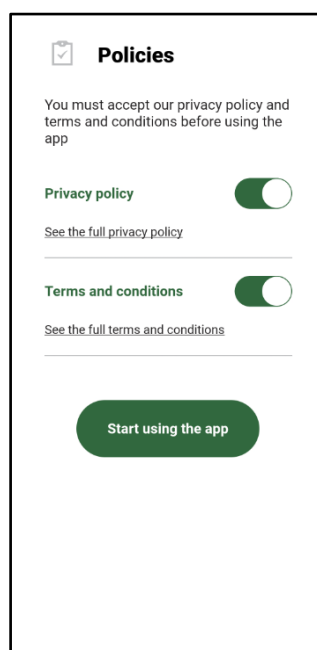 Policies
You must accept our privacy policy and
terms and conditions before using the
app
Privacy policy
See the full privacy policy
Terms and conditions
See the full terms and conditions
Start using the app